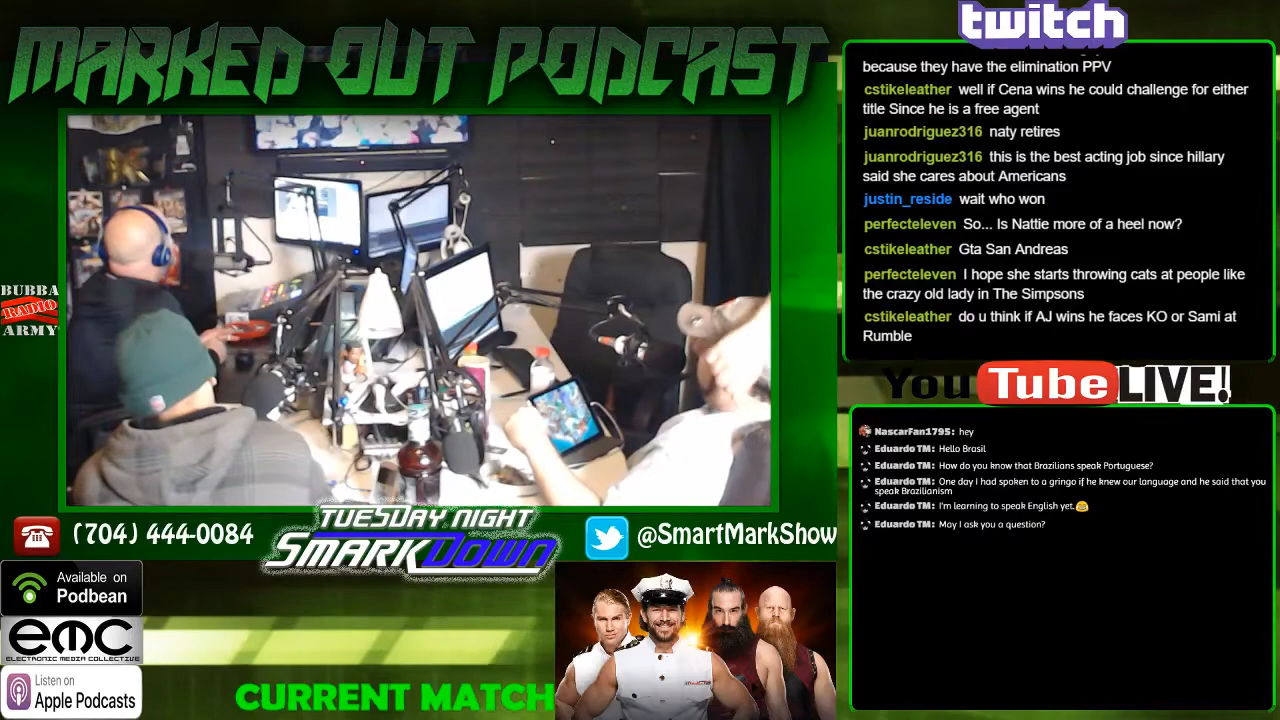 MARKED OUT PODCAST
twitch
because they have the elimination PPV
cstikeleather well if Cena wins he could challenge for either
title Since he is a free agent
juanrodriguez316 naty retires
juanrodriguez316 this is the best acting job since hillary
said she cares about Americans
justin_reside wait who won
perfecteleven So... Is Nattie more of a heel now?
cstikeleather Gta San Andreas
perfecteleven I hope she starts throwing cats at people like
the crazy old lady in The Simpsons
cstikeleather do u think if AJ wins he faces KO or Sami at
Rumble
BUBBA
RADIO
ARMY
You Tube LIVE!
NascarFan1795: hey
Eduardo TM: Hello Brasil
Eduardo TM: How do you know that Brazilians speak Portuguese?
Eduardo TM: One day I had spoken to a gringo if he knew our language and he said that you
speak Brazilianism
Eduardo TM: I'm learning to speak English yet.😂
Eduardo TM: May I ask you a question?
(704) 444-0084
TUESDAY NIGHT
SMARKDOWN
@SmartMarkShow
Available on
Podbean
emc
ELECTRONIC MEDIA COLLECTIVE
Listen on
Apple Podcasts
CURRENT MATCH